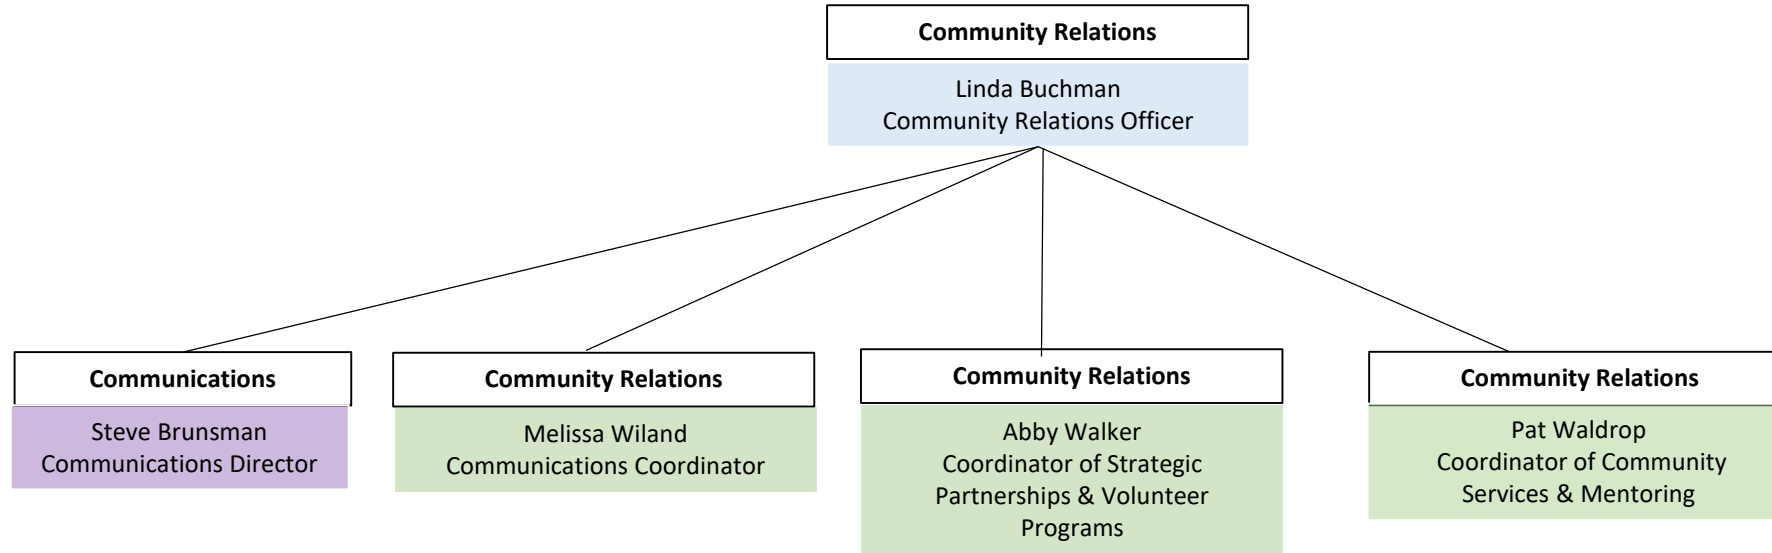 Community Relations
Linda Buchman
Community Relations Officer
Communications
Steve Brunsman
Communications Director
Community Relations
Melissa Wiland
Communications Coordinator
Community Relations
Abby Walker
Coordinator of Strategic
Partnerships & Volunteer
Programs
Community Relations
Pat Waldrop
Coordinator of Community
Services & Mentoring